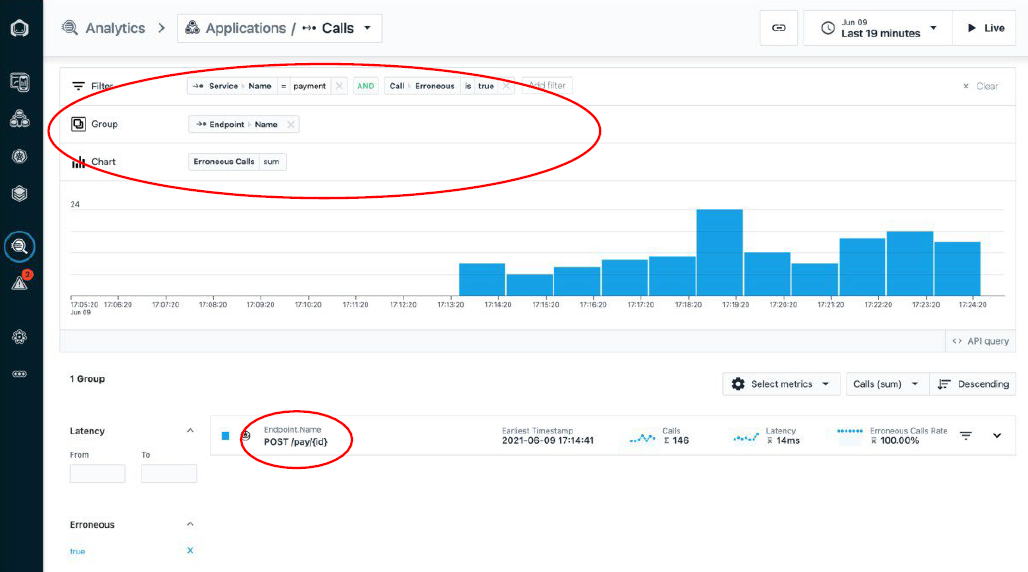 Analytics > Applications / Calls
Jun 09
Last 19 minutes
Live
Filter Service Name = payment × AND Call Erroneous is true × Add filter × Clear
Group Endpoint Name ×
Chart Erroneous Calls sum
24
17:05:20 17:06:20 17:07:20 17:08:20 17:09:20 17:10:20 17:11:20 17:12:20 17:13:20 17:14:20 17:15:20 17:16:20 17:17:20 17:18:20 17:19:20 17:20:20 17:21:20 17:22:20 17:23:20 17:24:20
Jun 09
<> API query
1 Group
Select metrics Calls (sum) Descending
Latency
From To
Erroneous
true X
Endpoint.Name
POST /pay/{id}
Earliest Timestamp
2021-06-09 17:14:41
Calls
Σ 146
Latency
14ms
Erroneous Calls Rate
100.00%